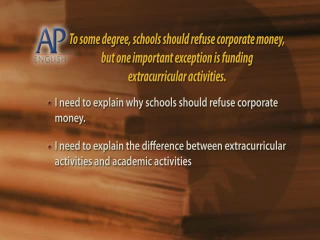 AP
ENGLISH
To some degree, schools should refuse corporate money,
but one important exception is funding
extracurricular activities.
• I need to explain why schools should refuse corporate
money,
• I need to explain the difference between extracurricular
activities and academic activities